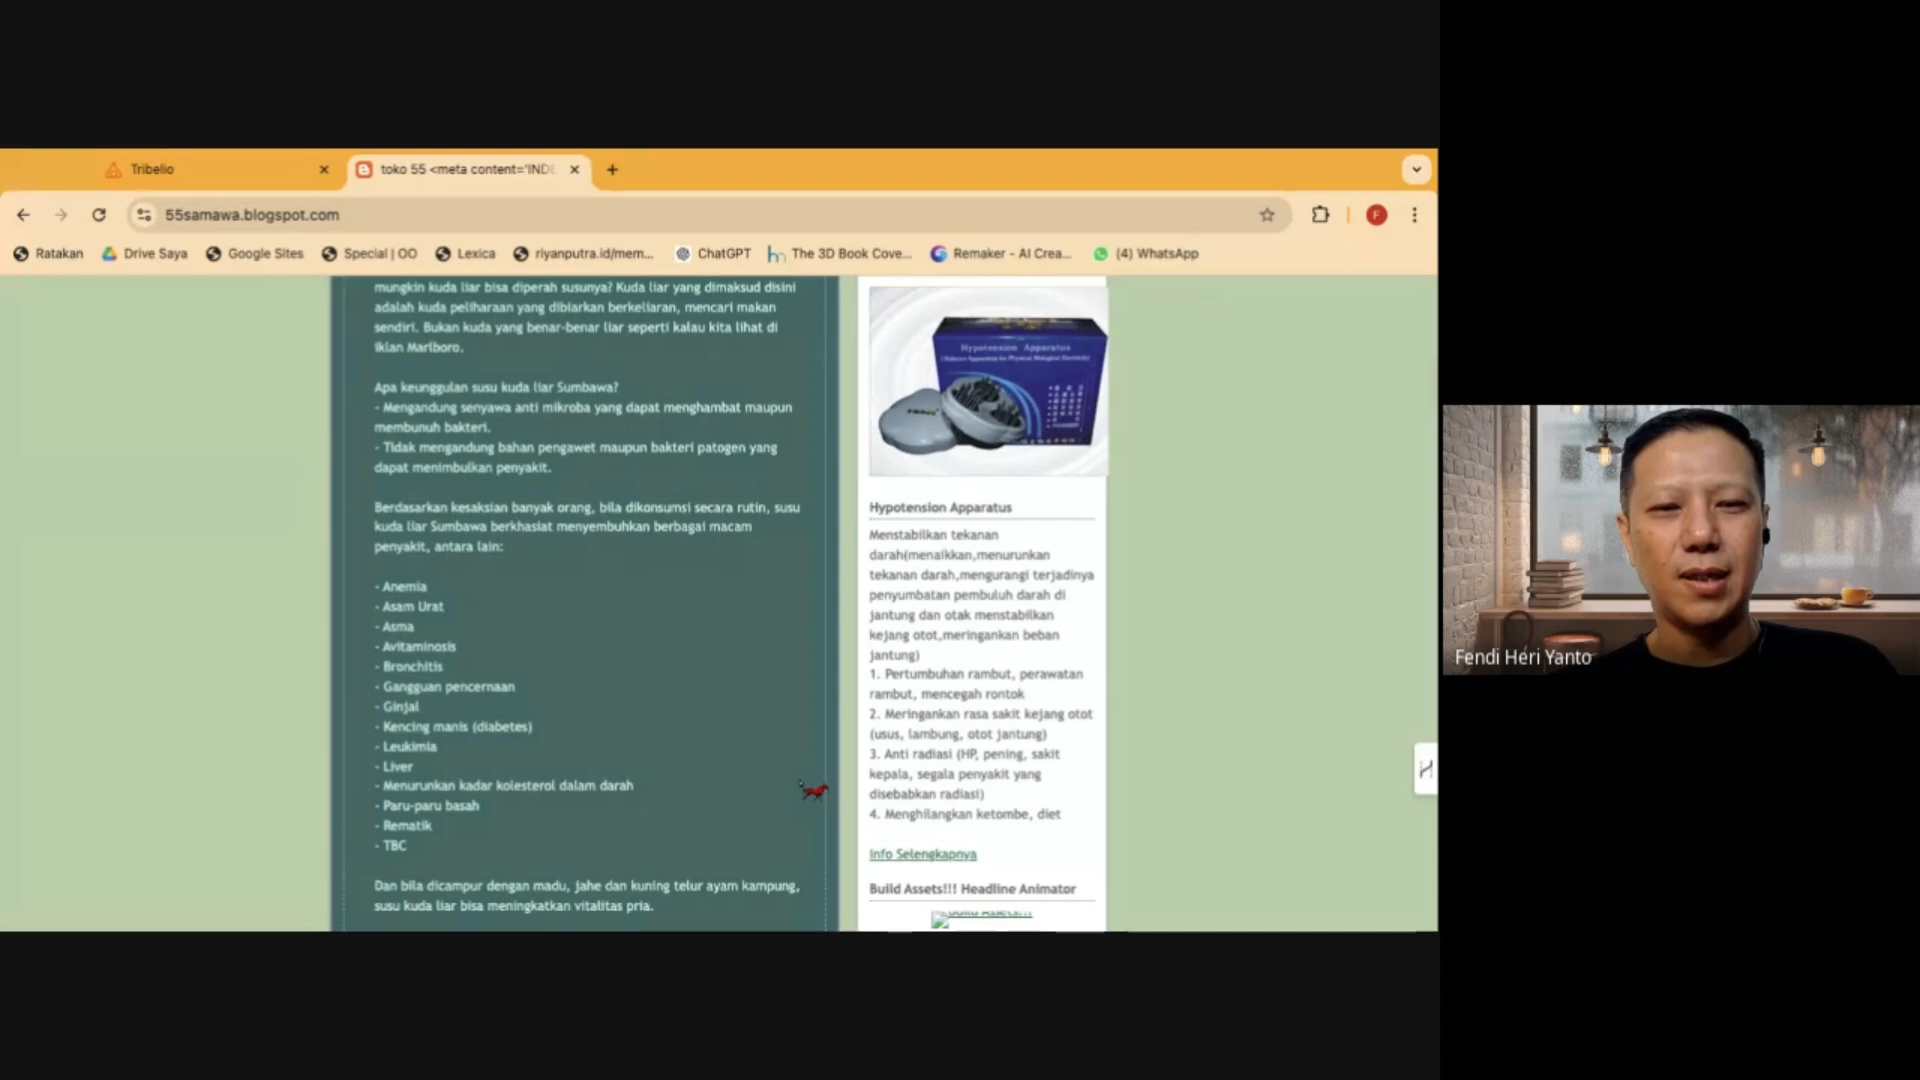 Tribelio
toko 55 <meta content='INDE
55samawa.blogspot.com
F
Ratakan
Drive Saya
Google Sites
Special | OO
Lexica
riyanputra.id/mem...
ChatGPT
The 3D Book Cove...
Remaker - AI Crea...
(4) WhatsApp
mungkin kuda liar bisa diperah susunya? Kuda liar yang dimaksud disini
adalah kuda peliharaan yang dibiarkan berkeliaran, mencari makan
sendiri. Bukan kuda yang benar-benar liar seperti kalau kita lihat di
iklan Marlboro.
Apa keunggulan susu kuda liar Sumbawa?
- Mengandung senyawa anti mikroba yang dapat menghambat maupun
membunuh bakteri.
- Tidak mengandung bahan pengawet maupun bakteri patogen yang
dapat menimbulkan penyakit.
Berdasarkan kesaksian banyak orang, bila dikonsumsi secara rutin, susu
kuda liar Sumbawa berkhasiat menyembuhkan berbagai macam
penyakit, antara lain:
- Anemia
- Asam Urat
- Asma
- Avitaminosis
- Bronchitis
- Gangguan pencernaan
- Ginjal
- Kencing manis (diabetes)
- Leukimia
- Liver
- Menurunkan kadar kolesterol dalam darah
- Paru-paru basah
- Rematik
- TBC
Dan bila dicampur dengan madu, jahe dan kuning telur ayam kampung,
susu kuda liar bisa meningkatkan vitalitas pria.
Hypotension Apparatus
Hypotension Apparatus
Menstabilkan tekanan
darah(menaikkan,menurunkan
tekanan darah,mengurangi terjadinya
penyumbatan pembuluh darah di
jantung dan otak menstabilkan
kejang otot,meringankan beban
jantung)
1. Pertumbuhan rambut, perawatan
rambut, mencegah rontok
2. Meringankan rasa sakit kejang otot
(usus, lambung, otot jantung)
3. Anti radiasi (HP, pening, sakit
kepala, segala penyakit yang
disebabkan radiasi)
4. Menghilangkan ketombe, diet
Info Selengkapnya
Build Assets!!! Headline Animator
Fendi Heri Yanto